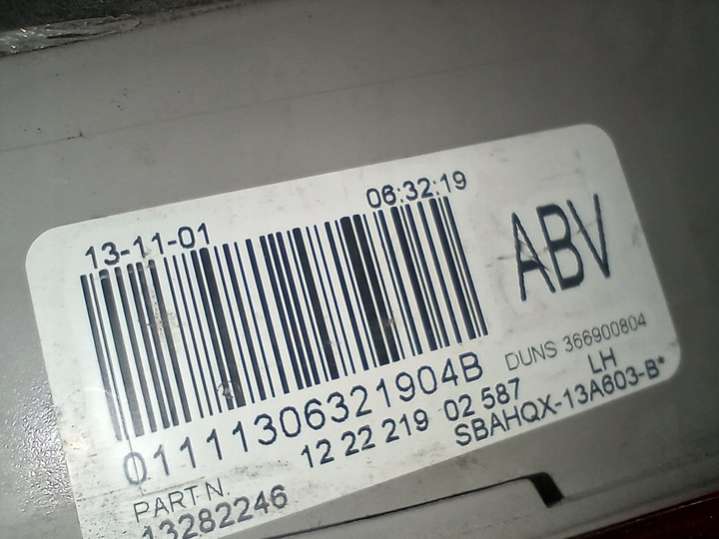 13-11-01 06:32:19
ABV
01111306321904B
DUNS 366900804
12 22 219 02 587 LH
SBAHQX-13A603-B*
PART N.
13282246